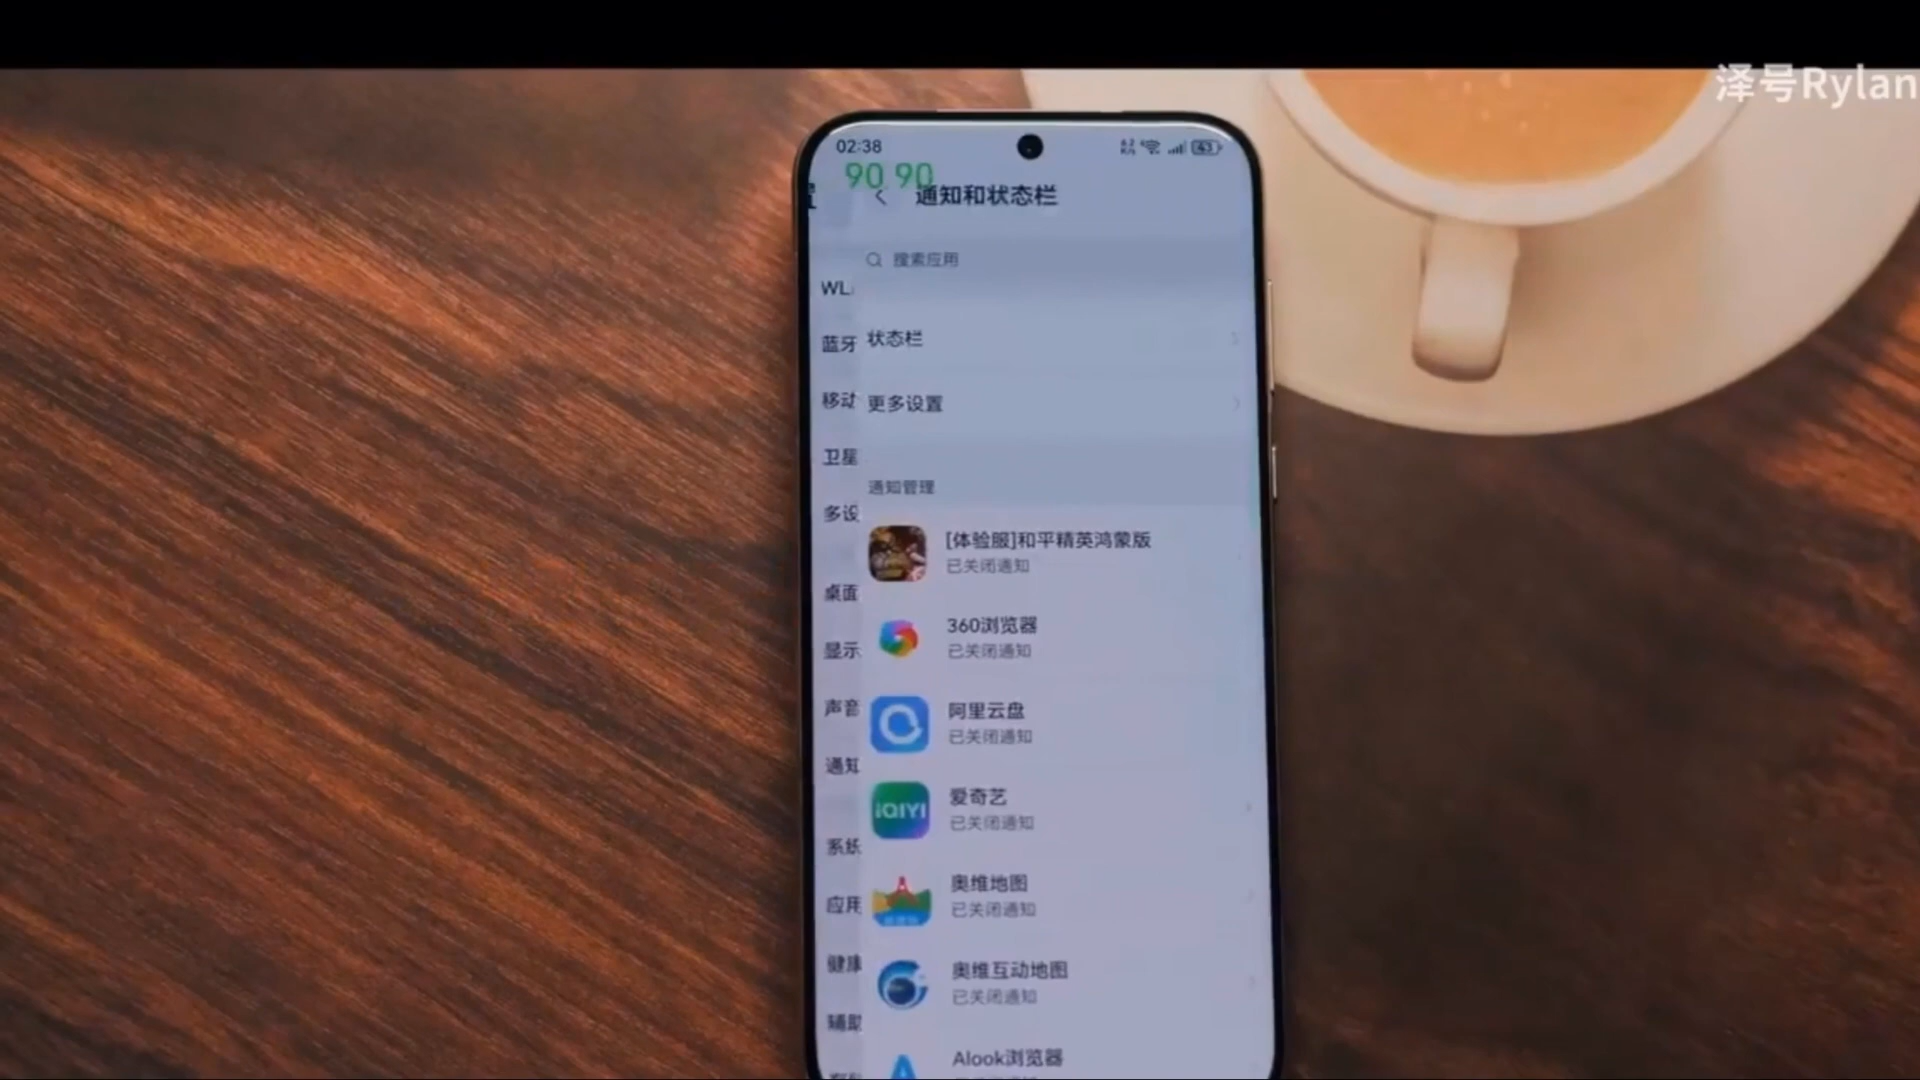 泽号Rylan
02:38
63
90 90
通知和状态栏
搜索应用
WL
蓝牙
状态栏
移动
更多设置
卫星
通知管理
多设
[体验服]和平精英鸿蒙版
已关闭通知
桌面
360浏览器
已关闭通知
显示
阿里云盘
已关闭通知
声音
通知
爱奇艺
iQIYI
已关闭通知
系统
奥维地图
已关闭通知
应用
健康
奥维互动地图
已关闭通知
辅助
Alook浏览器